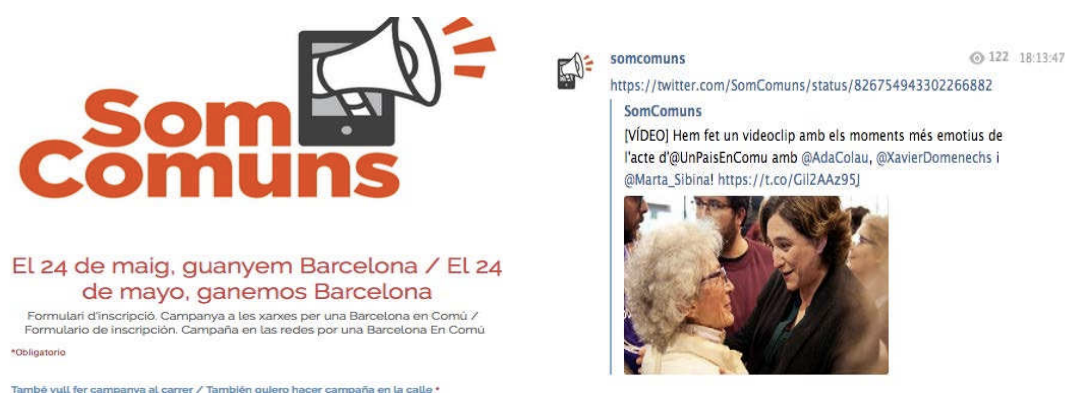 Som
Comuns
El 24 de maig, guanyem Barcelona / El 24
de mayo, ganemos Barcelona
Formulari d'inscripció. Campanya a les xarxes per una Barcelona en Comú /
Formulario de inscripción. Campaña en las redes por una Barcelona En Comú
*Obligatorio
També vull fer campanya al carrer / También quiero hacer campaña en la calle *
somcomuns 122 18:13:47
https://twitter.com/SomComuns/status/826754943302266882
SomComuns
[VÍDEO] Hem fet un videoclip amb els moments més emotius de
l'acte d'@UnPaisEnComu amb @AdaColau, @XavierDomenechs i
@Marta_Sibina! https://t.co/Gil2AAz95J